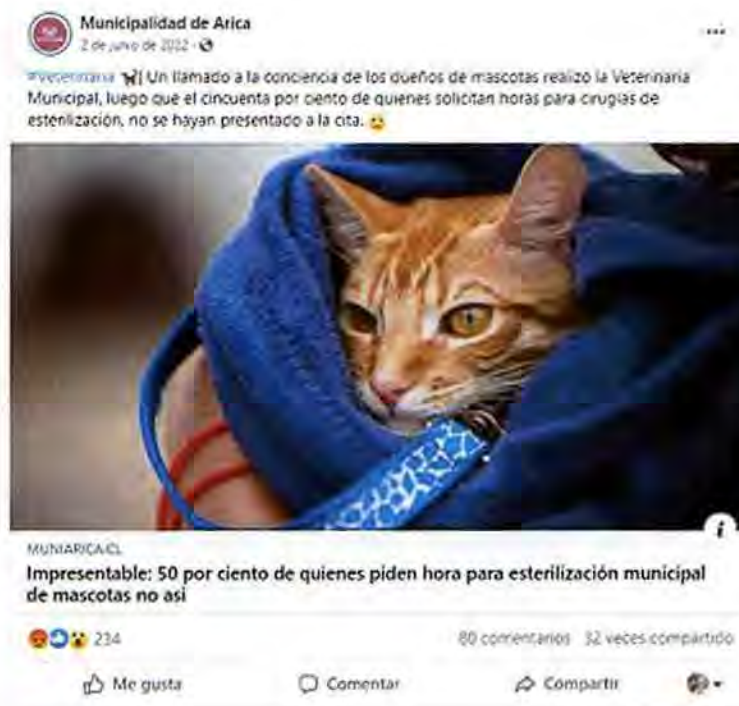 Municipalidad de Arica
2 de junio de 2022
#Veterinaria Un llamado a la conciencia de los dueños de mascotas realizó la Veterinaria
Municipal, luego que el cincuenta por ciento de quienes solicitan horas para cirugías de
esterilización, no se hayan presentado a la cita.
MUNIARICA.CL
Impresentable: 50 por ciento de quienes piden hora para esterilización municipal
de mascotas no asi
234
80 comentarios 32 veces compartido
Me gusta
Comentar
Compartir